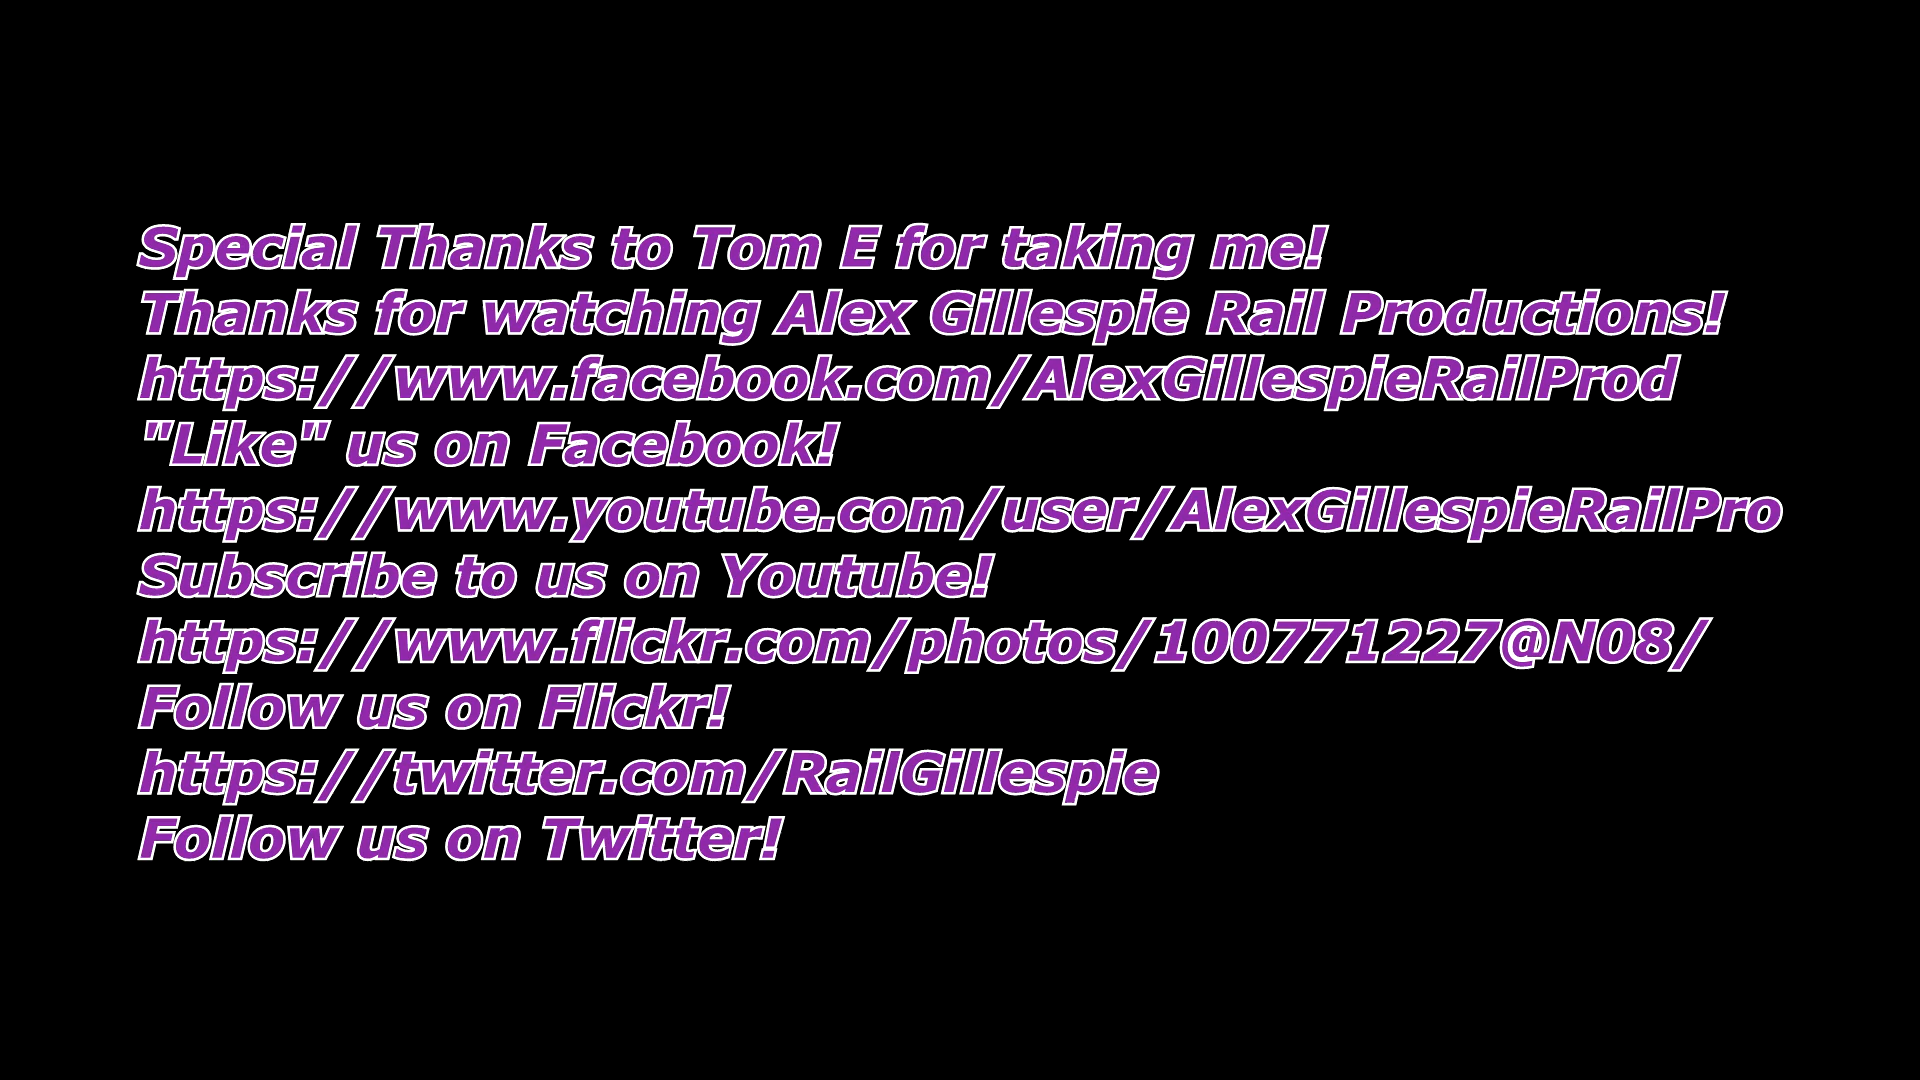 Special Thanks to Tom E for taking me!
Thanks for watching Alex Gillespie Rail Productions!
https://www.facebook.com/AlexGillespieRailProd
"Like" us on Facebook!
https://www.youtube.com/user/AlexGillespieRailPro
Subscribe to us on Youtube!
https://www.flickr.com/photos/100771227@N08/
Follow us on Flickr!
https://twitter.com/RailGillespie
Follow us on Twitter!